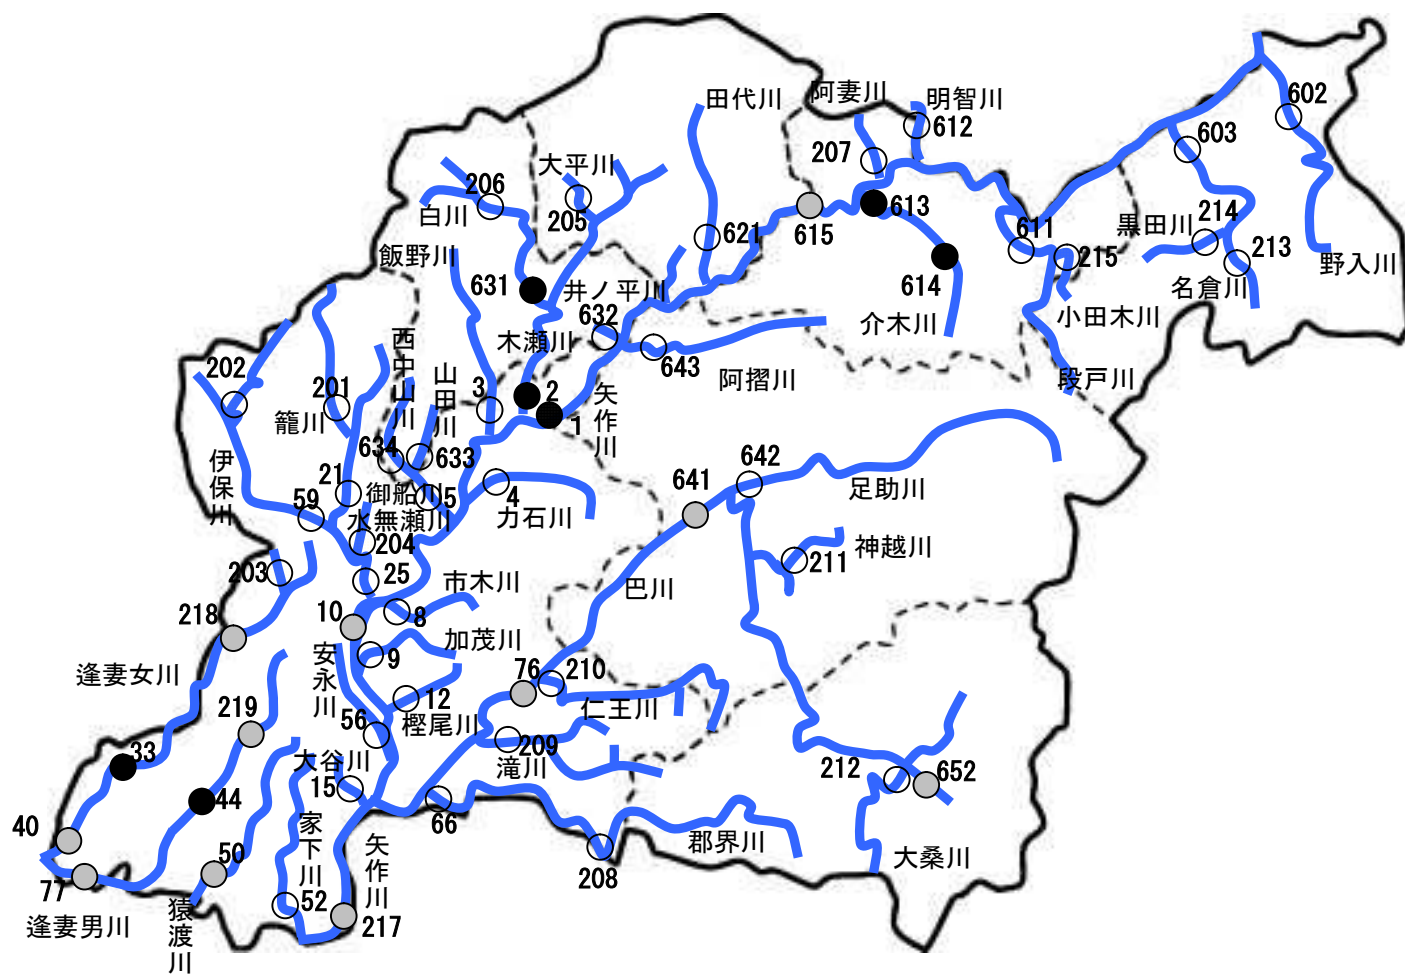 田代川
阿妻川
明智川
602
612
603
207
大平川
206
205
白川
615
613
621
611
黒田川
214
215
213
飯野川
野入川
名倉川
631
井ノ平川
614
介木川
小田木川
632
木瀬川
643
阿摺川
段戸川
西中山川
山田川
202
201
籠川
3
2
1
矢作川
634
633
伊保川
21
御船川
5
4
力石川
水無瀬川
59
204
641
642
足助川
203
25
神越川
211
市木川
巴川
218
10
8
加茂川
9
逢妻女川
安永川
76
210
12
樫尾川
仁王川
219
56
209
滝川
33
大谷川
15
212
652
44
66
40
家下川
矢作川
郡界川
大桑川
50
208
77
52
217
逢妻男川
猿渡川